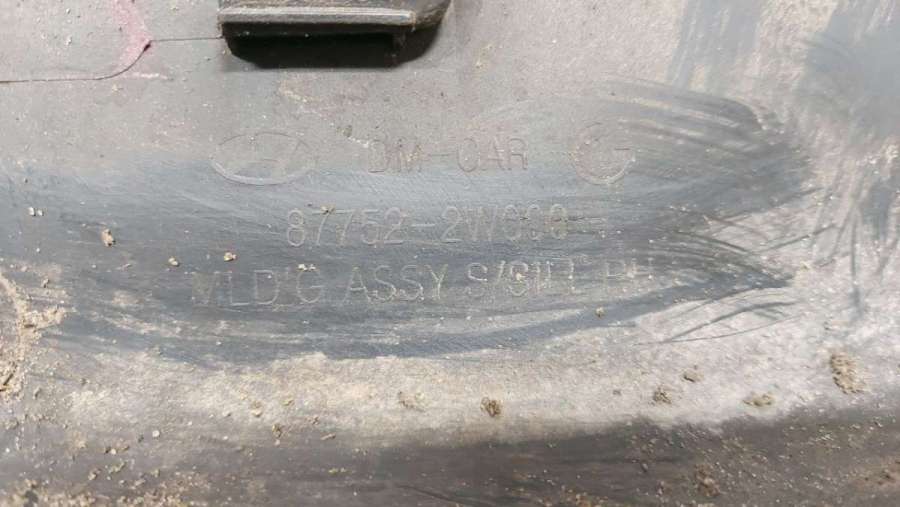 DM-CAR
87752-2W000
MLD'G ASSY S/SILL RH